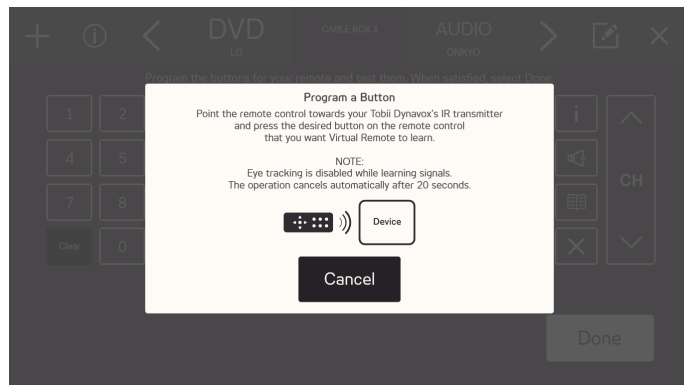 DVD
LG
CABLE BOX 1
AUDIO
ONKYO
Program the buttons for your remote and test them. When satisfied, select Done.
Program a Button
Point the remote control towards your Tobii Dynavox's IR transmitter
and press the desired button on the remote control
that you want Virtual Remote to learn.
NOTE:
Eye tracking is disabled while learning signals.
The operation cancels automatically after 20 seconds.
Device
Cancel
1
2
4
5
7
8
Clear
0
CH
Done